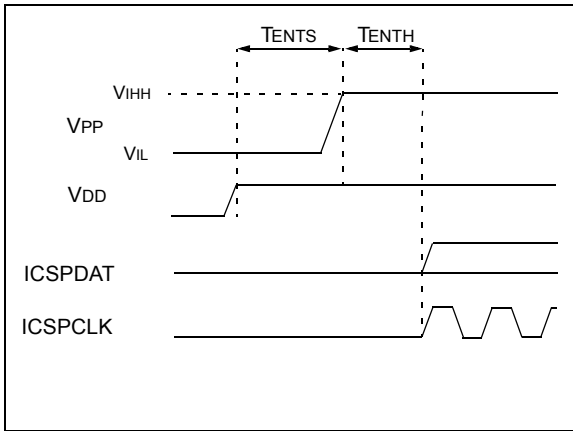 TENTS TENTH
VIHH
VPP
VIL
VDD
ICSPDAT
ICSPCLK